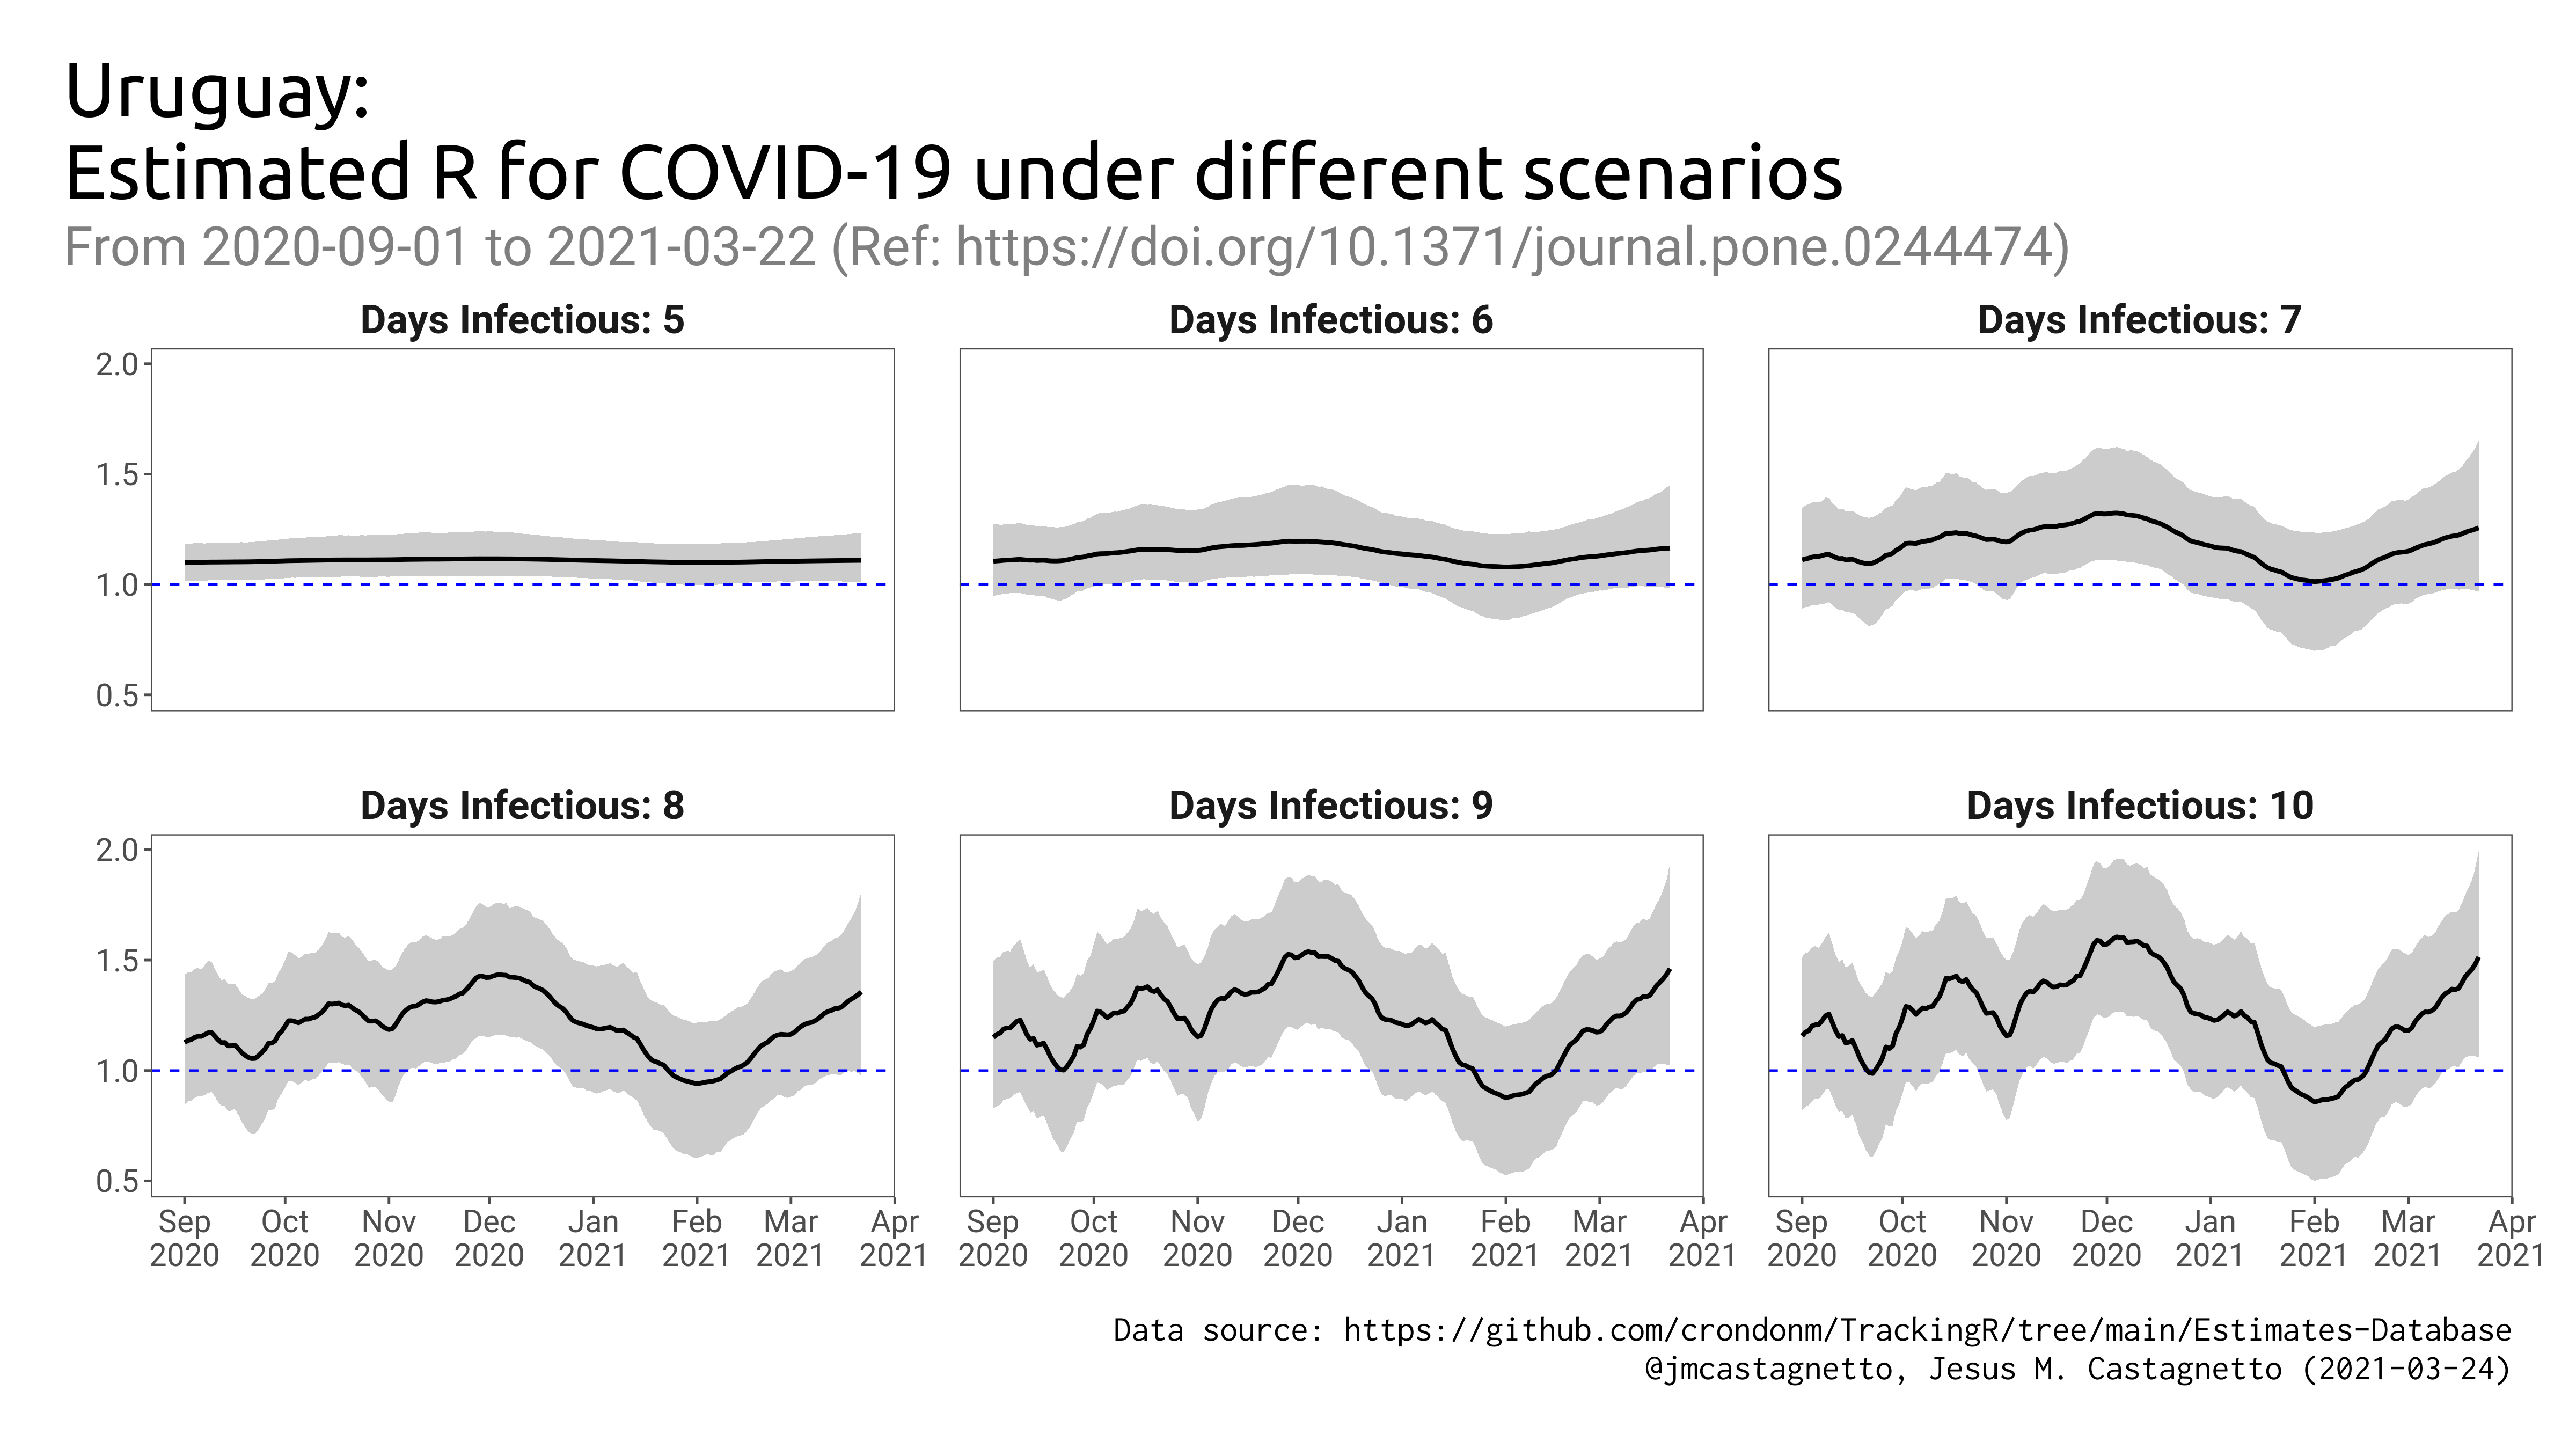 Uruguay:
Estimated R for COVID-19 under different scenarios
From 2020-09-01 to 2021-03-22 (Ref: https://doi.org/10.1371/journal.pone.0244474)
Days Infectious: 5
Days Infectious: 6
Days Infectious: 7
2.0
1.5
1.0
0.5
Days Infectious: 8
Days Infectious: 9
Days Infectious: 10
2.0
1.5
1.0
0.5
Sep Oct Nov Dec Jan Feb Mar Apr
2020 2020 2020 2020 2021 2021 2021 2021
Sep Oct Nov Dec Jan Feb Mar Apr
2020 2020 2020 2020 2021 2021 2021 2021
Sep Oct Nov Dec Jan Feb Mar Apr
2020 2020 2020 2020 2021 2021 2021 2021
Data source: https://github.com/crondonm/TrackingR/tree/main/Estimates-Database
@jmcastagnetto, Jesus M. Castagnetto (2021-03-24)